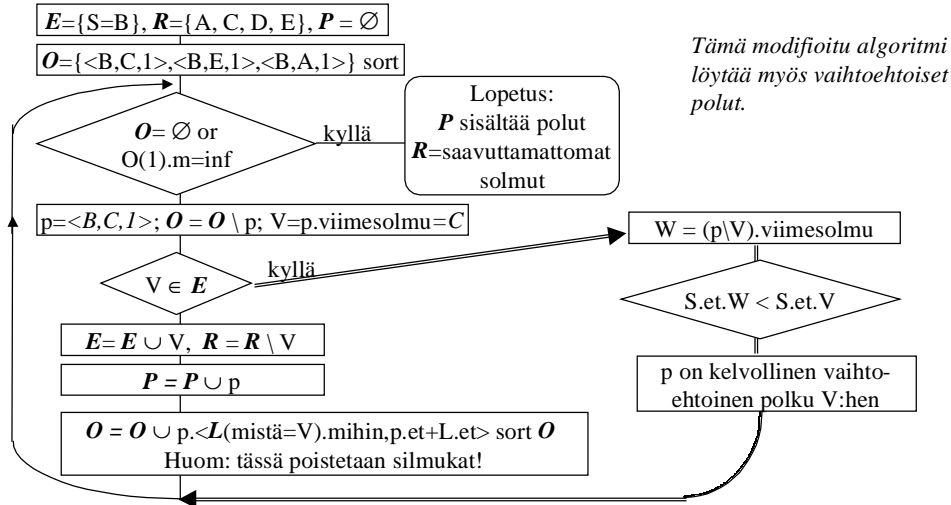 E={S=B}, R={A, C, D, E}, P = ∅
O={<B,C,1>,<B,E,1>,<B,A,1>} sort
Tämä modifioitu algoritmi
löytää myös vaihtoehtoiset
polut.
O= ∅ or
O(1).m=inf
kyllä
Lopetus:
P sisältää polut
R=saavuttamattomat
solmut
p=<B,C,1>; O = O \ p; V=p.viimesolmu=C
V ∈ E
kyllä
W = (p\V).viimesolmu
S.et.W < S.et.V
p on kelvollinen vaihto-
ehtoinen polku V:hen
E= E ∪ V, R = R \ V
P = P ∪ p
O = O ∪ p.<L(mistä=V).mihin,p.et+L.et> sort O
Huom: tässä poistetaan silmukat!